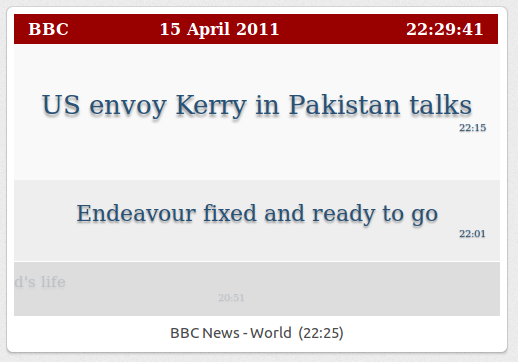 BBC 15 April 2011 22:29:41
US envoy Kerry in Pakistan talks
22:15
Endeavour fixed and ready to go
22:01
d's life
20:51
BBC News - World (22:25)